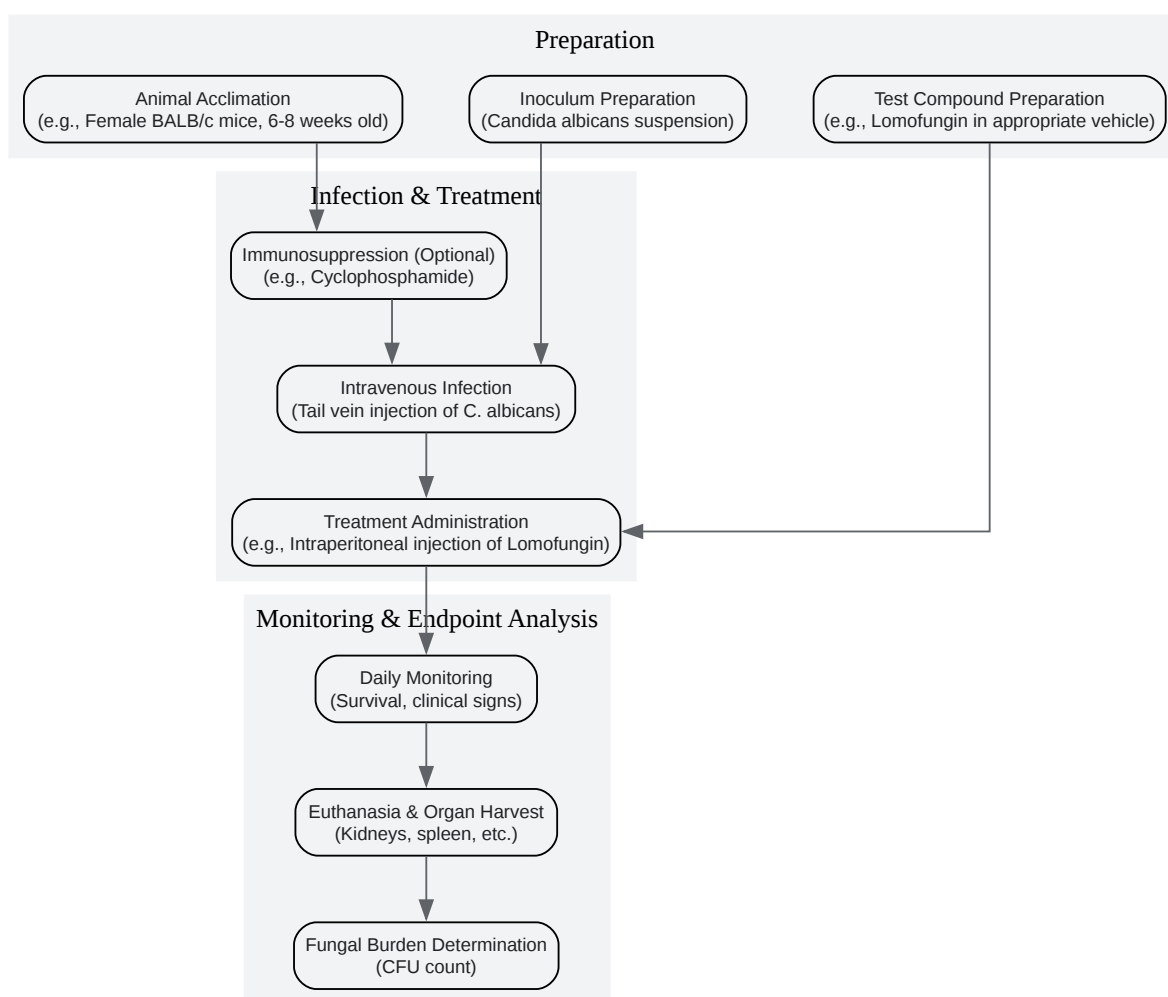 Preparation
Animal Acclimation
(e.g., Female BALB/c mice, 6-8 weeks old)
Inoculum Preparation
(Candida albicans suspension)
Test Compound Preparation
(e.g., Lomofungin in appropriate vehicle)
Infection & Treatment
Immunosuppression (Optional)
(e.g., Cyclophosphamide)
Intravenous Infection
(Tail vein injection of C. albicans)
Treatment Administration
(e.g., Intraperitoneal injection of Lomofungin)
Monitoring & Endpoint Analysis
Daily Monitoring
(Survival, clinical signs)
Euthanasia & Organ Harvest
(Kidneys, spleen, etc.)
Fungal Burden Determination
(CFU count)